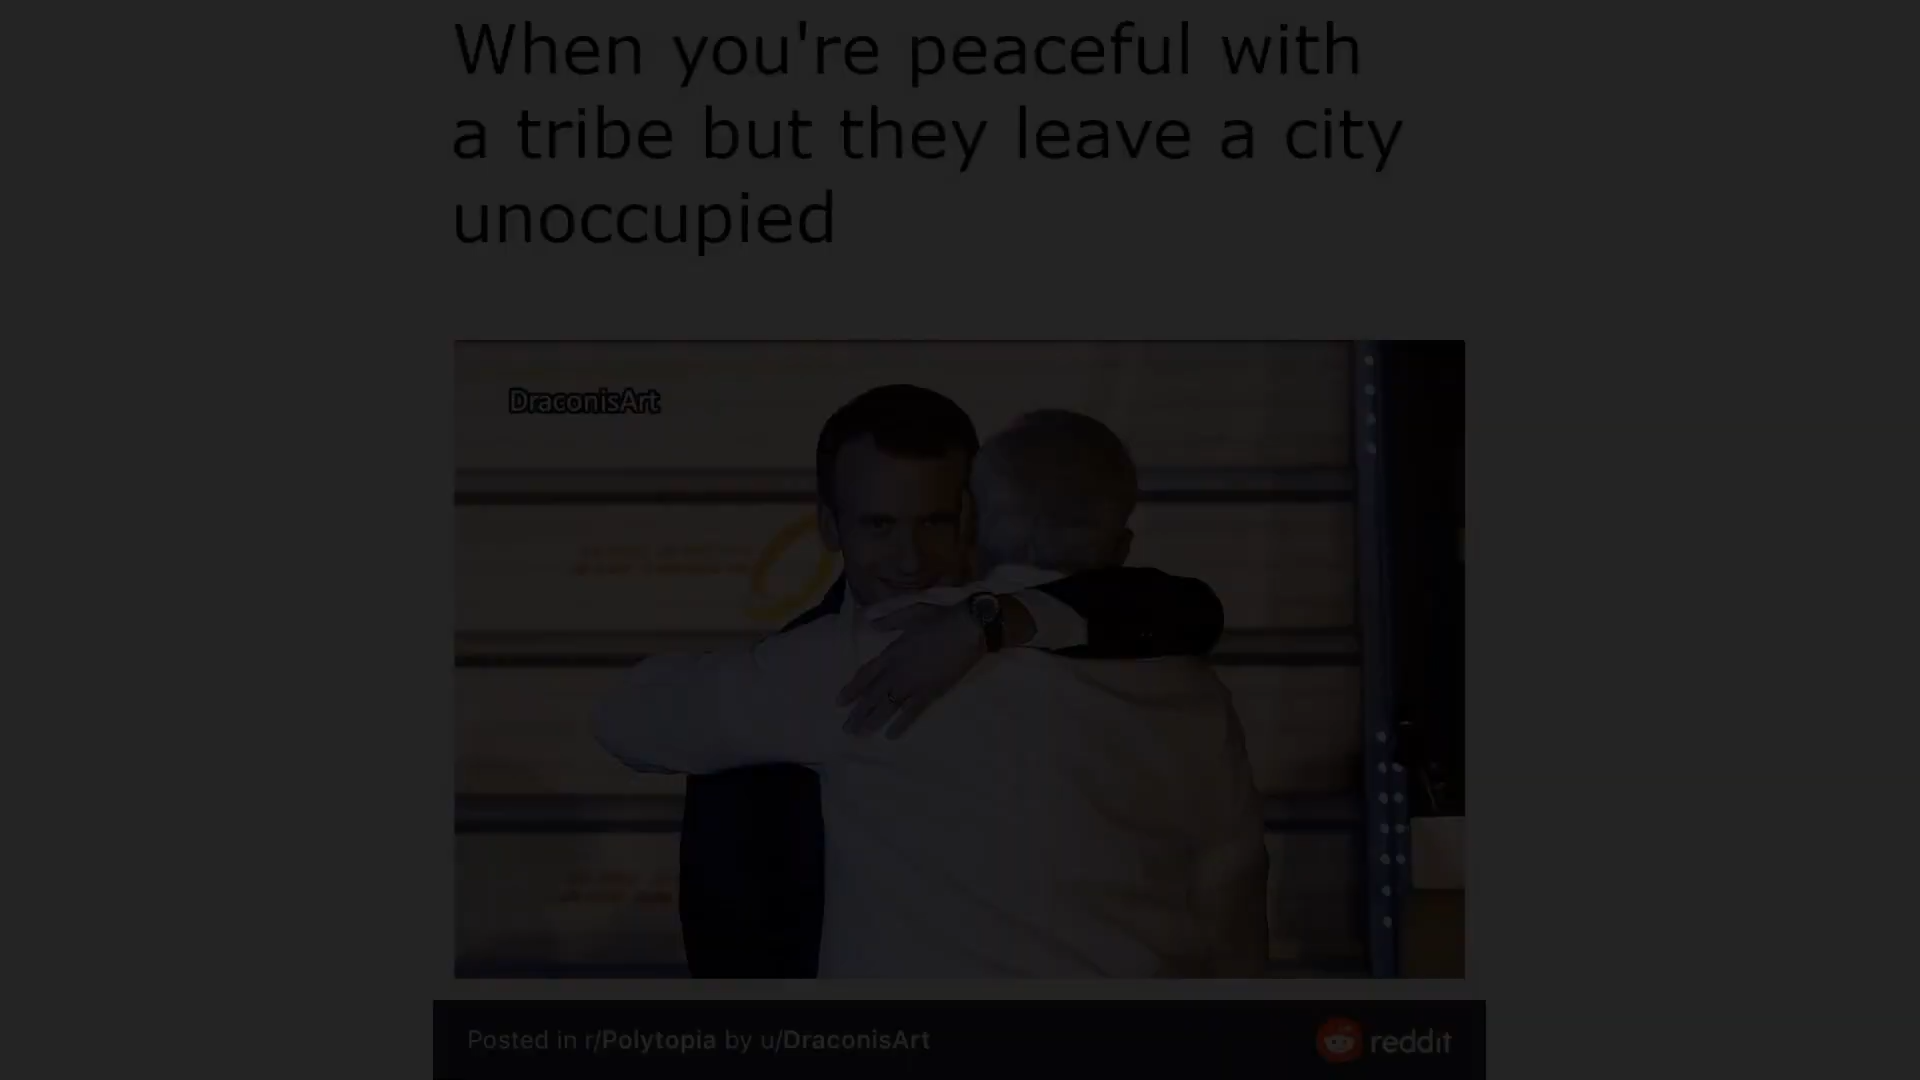 When you're peaceful with
a tribe but they leave a city
unoccupied
DraconisArt
Posted in r/Polytopia by u/DraconisArt
reddit